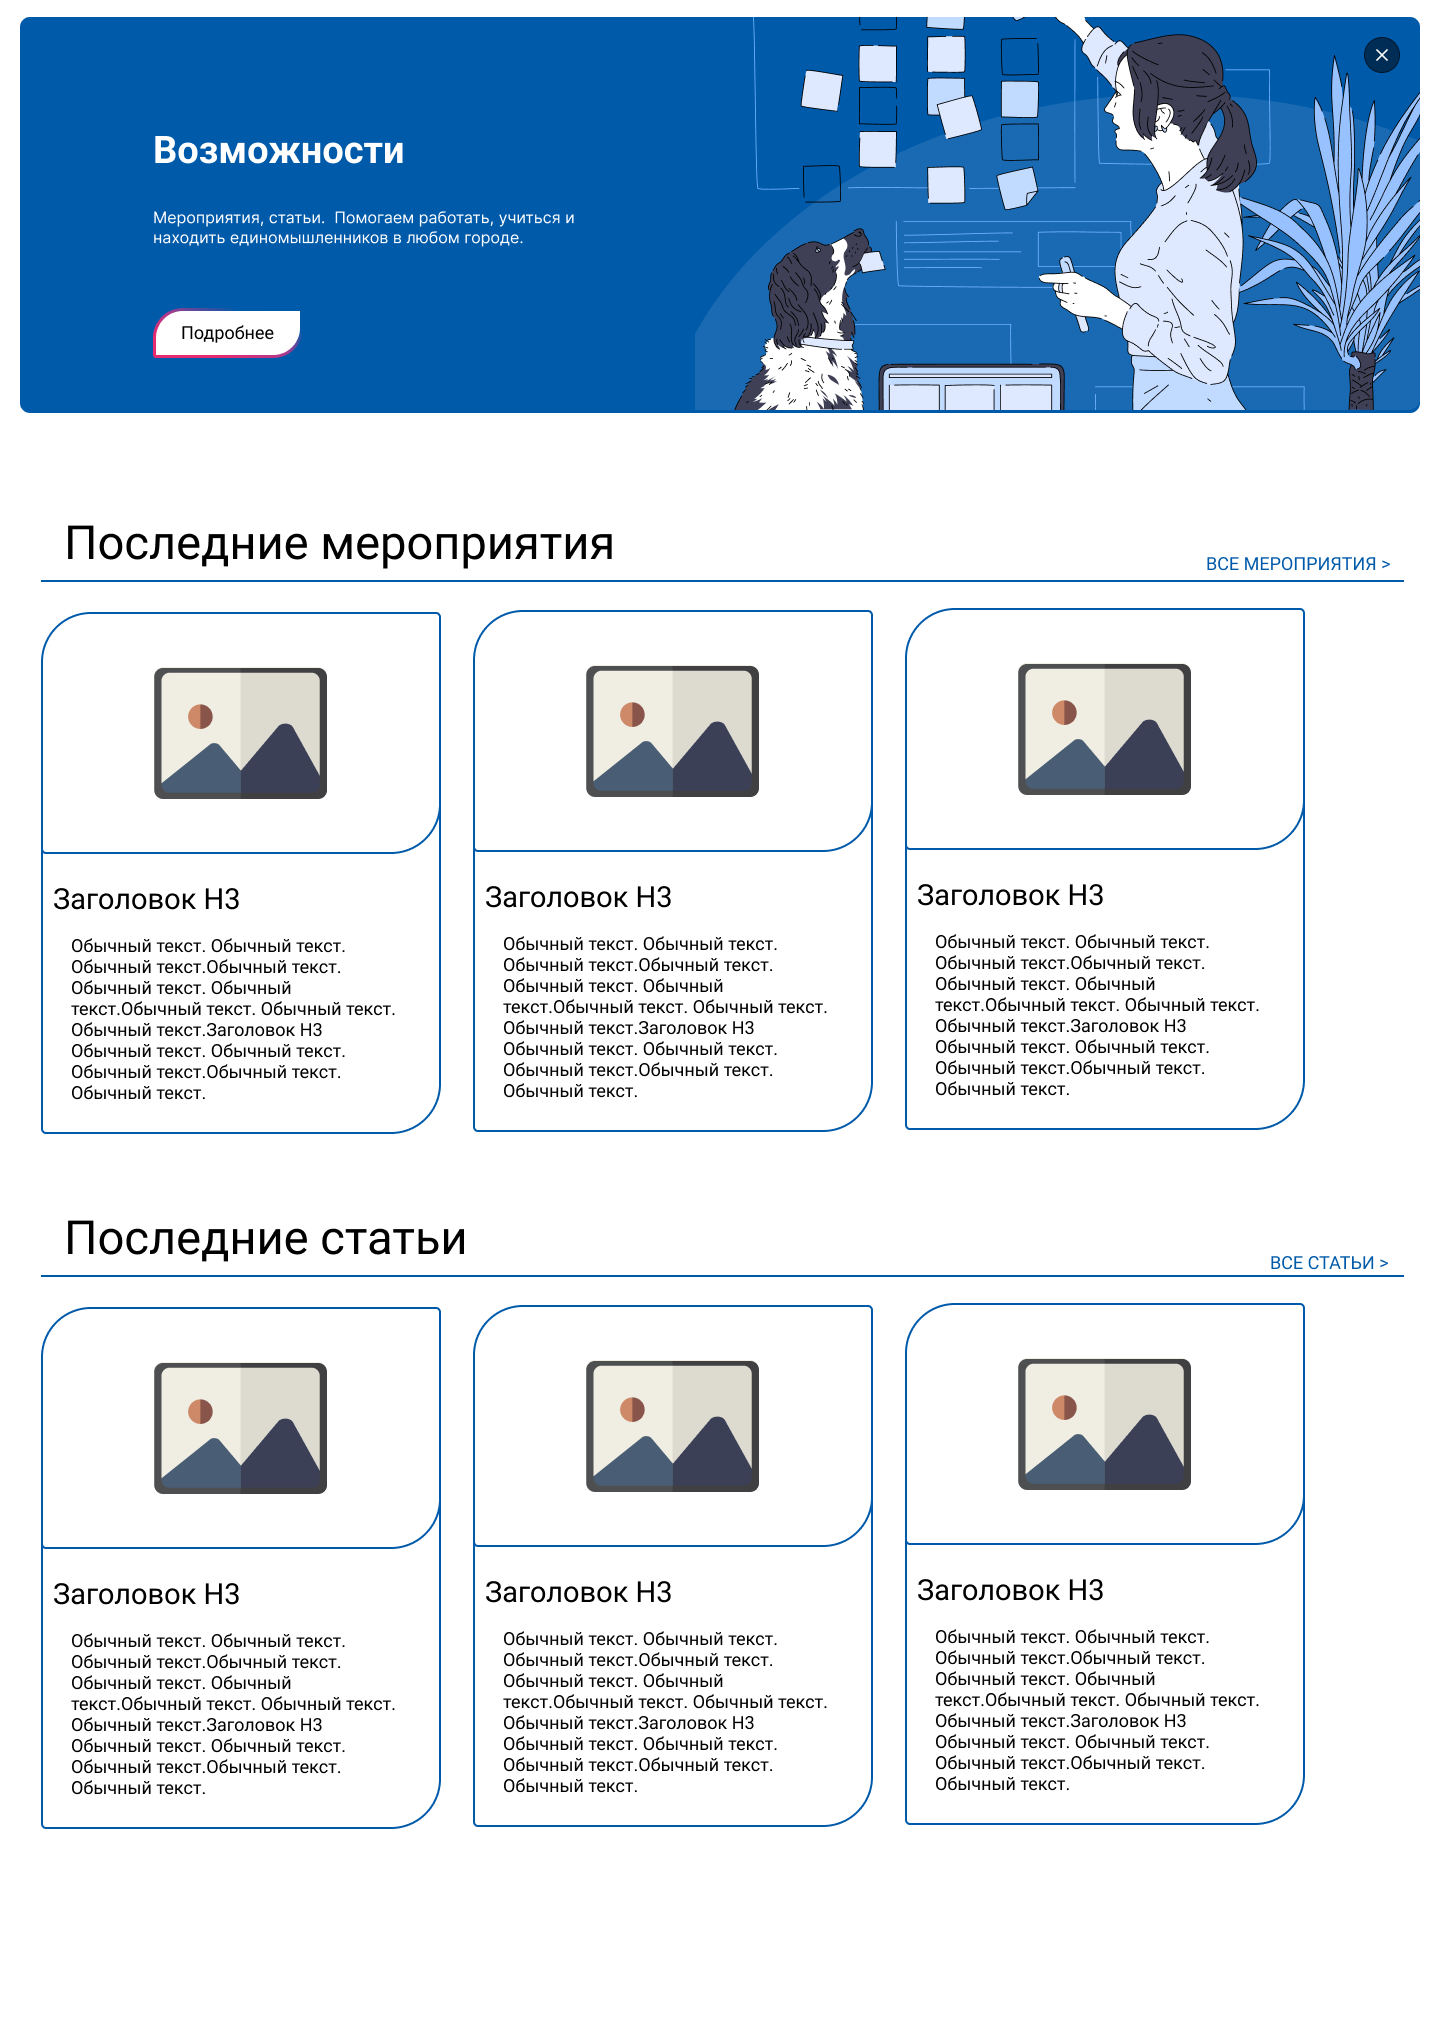 Возможности
Мероприятия, статьи.  Помогаем работать, учиться и
находить единомышленников в любом городе.
Подробнее
Последние мероприятия
ВСЕ МЕРОПРИЯТИЯ >
Заголовок H3
Обычный текст. Обычный текст.
Обычный текст.Обычный текст.
Обычный текст. Обычный
текст.Обычный текст. Обычный текст.
Обычный текст.Заголовок H3
Обычный текст. Обычный текст.
Обычный текст.Обычный текст.
Обычный текст.
Заголовок H3
Обычный текст. Обычный текст.
Обычный текст.Обычный текст.
Обычный текст. Обычный
текст.Обычный текст. Обычный текст.
Обычный текст.Заголовок H3
Обычный текст. Обычный текст.
Обычный текст.Обычный текст.
Обычный текст.
Заголовок H3
Обычный текст. Обычный текст.
Обычный текст.Обычный текст.
Обычный текст. Обычный
текст.Обычный текст. Обычный текст.
Обычный текст.Заголовок H3
Обычный текст. Обычный текст.
Обычный текст.Обычный текст.
Обычный текст.
Последние статьи
ВСЕ СТАТЬИ >
Заголовок H3
Обычный текст. Обычный текст.
Обычный текст.Обычный текст.
Обычный текст. Обычный
текст.Обычный текст. Обычный текст.
Обычный текст.Заголовок H3
Обычный текст. Обычный текст.
Обычный текст.Обычный текст.
Обычный текст.
Заголовок H3
Обычный текст. Обычный текст.
Обычный текст.Обычный текст.
Обычный текст. Обычный
текст.Обычный текст. Обычный текст.
Обычный текст.Заголовок H3
Обычный текст. Обычный текст.
Обычный текст.Обычный текст.
Обычный текст.
Заголовок H3
Обычный текст. Обычный текст.
Обычный текст.Обычный текст.
Обычный текст. Обычный
текст.Обычный текст. Обычный текст.
Обычный текст.Заголовок H3
Обычный текст. Обычный текст.
Обычный текст.Обычный текст.
Обычный текст.